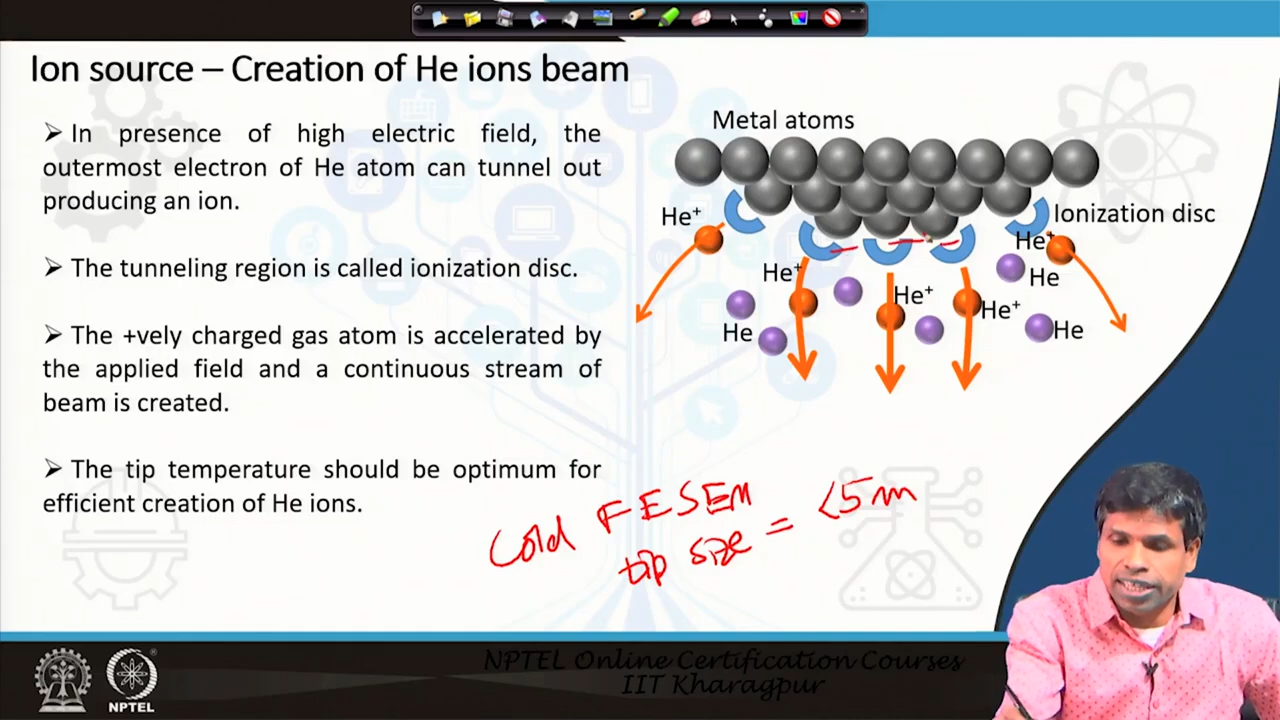 Ion source – Creation of He ions beam
➢ In presence of high electric field, the
outermost electron of He atom can tunnel out
producing an ion.
➢ The tunneling region is called ionization disc.
➢ The +vely charged gas atom is accelerated by
the applied field and a continuous stream of
beam is created.
➢ The tip temperature should be optimum for
efficient creation of He ions.
Metal atoms
He⁺
Ionization disc
He⁺
He
He⁺
He⁺
He⁺
He
He
Cold FESEM
tip size = <5 m
NPTEL Online Certification Courses
IIT Kharagpur
NPTEL